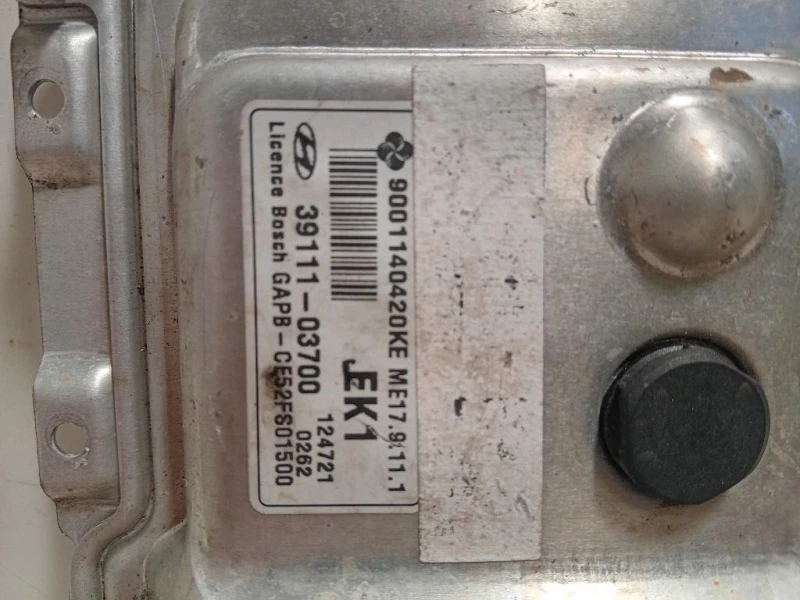 9001140420KE ME17.9.11.1
EK1
39111-03700 124721
0262
Licence Bosch GAPB-CE52FS01500